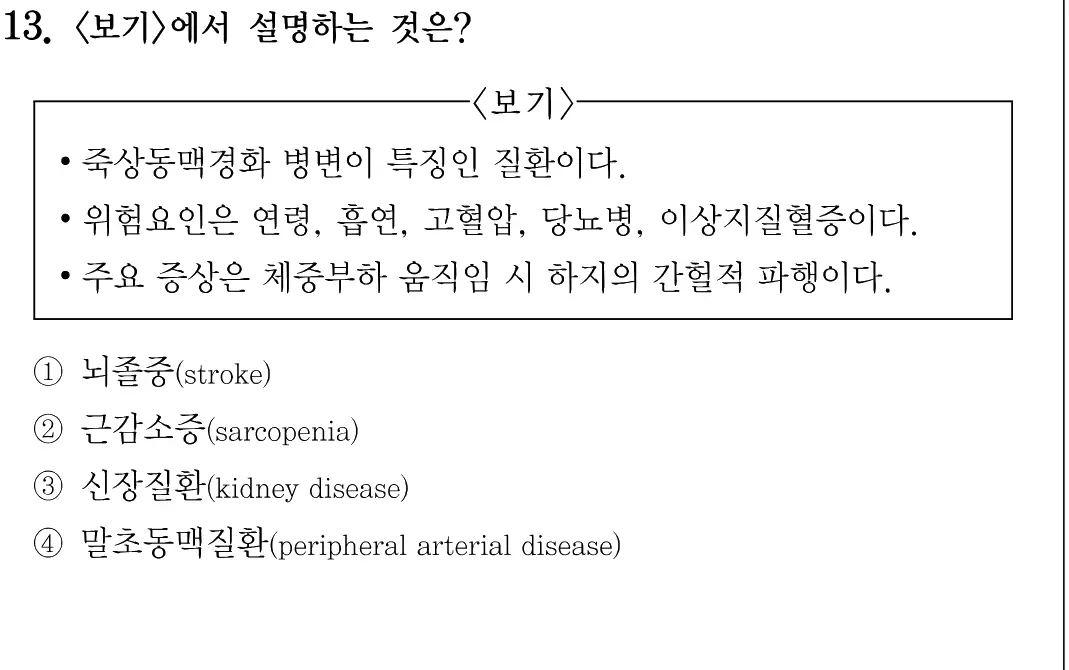 13. 〈보기〉에서 설명하는 것은?
〈보기〉
• 죽상동맥경화 병변이 특징인 질환이다.
• 위험요인은 연령, 흡연, 고혈압, 당뇨병, 이상지질혈증이다.
• 주요 증상은 체중부하 움직임 시 하지의 간헐적 파행이다.
① 뇌졸중(stroke)
② 근감소증(sarcopenia)
③ 신장질환(kidney disease)
④ 말초동맥질환(peripheral arterial disease)